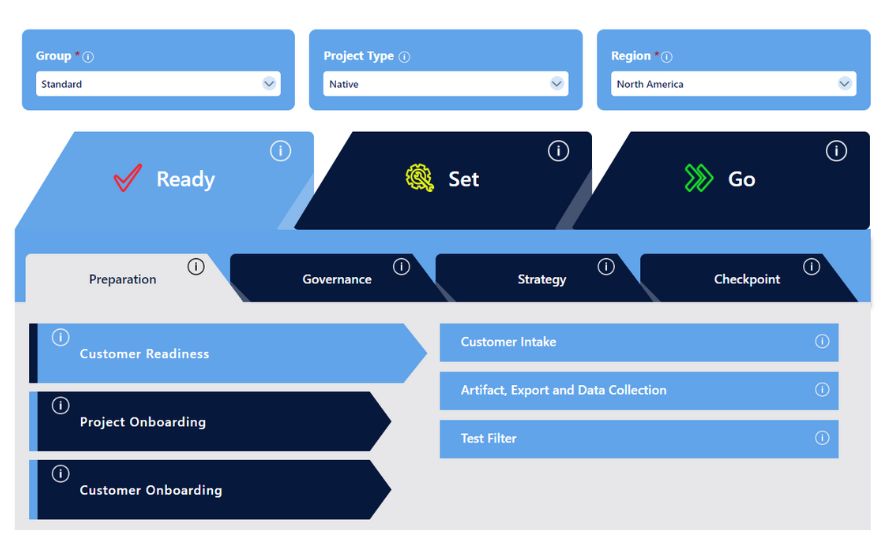 Group *
Project Type
Region *
Standard
Native
North America
Ready
Set
Go
Preparation
Governance
Strategy
Checkpoint
Customer Readiness
Project Onboarding
Customer Onboarding
Customer Intake
Artifact, Export and Data Collection
Test Filter